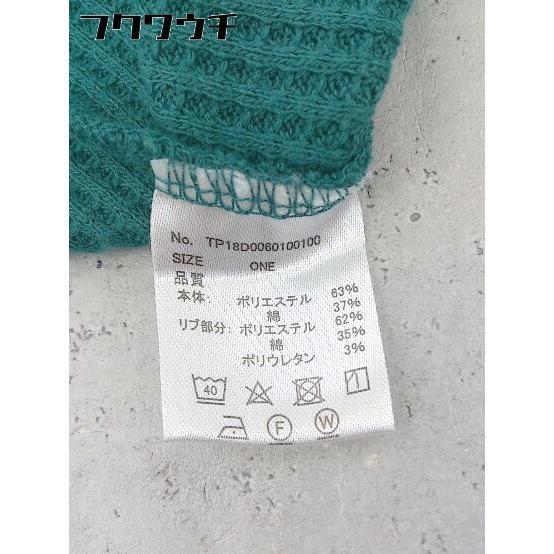 フクワウチ
No. TP18D0060100100
SIZE ONE
品質
本体: ポリエステル 63%
綿 37%
リブ部分: ポリエステル 62%
綿 35%
ポリウレタン 3%
40
F W